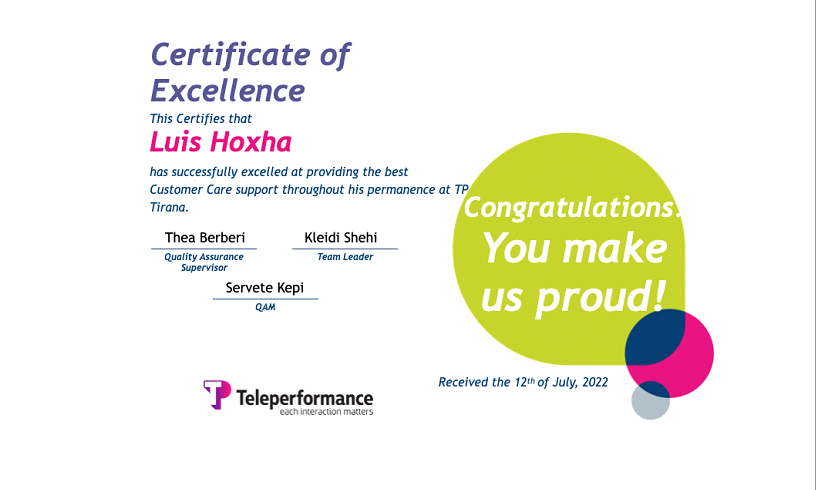 Certificate of
Excellence
This Certifies that
Luis Hoxha
has successfully excelled at providing the best
Customer Care support throughout his permanence at TP
Tirana.
Thea Berberi
Quality Assurance
Supervisor
Kleidi Shehi
Team Leader
Servete Kepi
QAM
Congratulations!
You make
us proud!
Received the 12th of July, 2022
TP
Teleperformance
each interaction matters